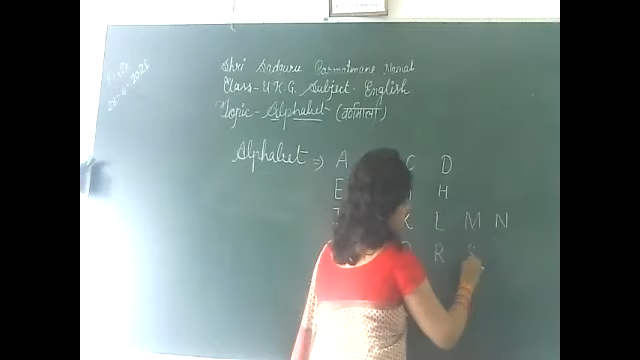 Shri Sadguru Parmatmane Namah
Class-U.K.G. Subject- English
Topic- Alphabet- (वर्णमाला)
Alphabet => A C D
E H
L M N
R S